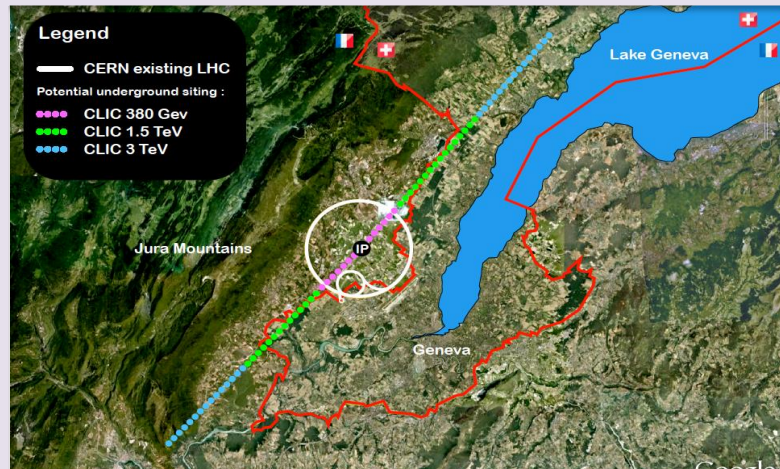 Legend
CERN existing LHC
Potential underground siting :
CLIC 380 Gev
CLIC 1.5 TeV
CLIC 3 TeV
Lake Geneva
Jura Mountains
IP
Geneva